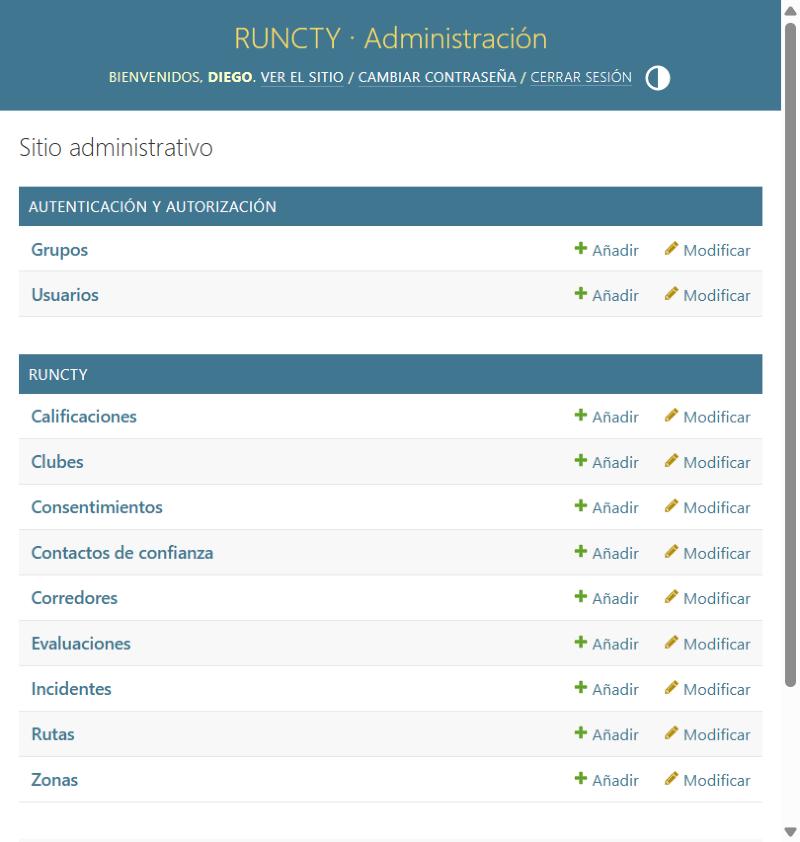 RUNCTY · Administración
BIENVENIDOS, DIEGO. VER EL SITIO / CAMBIAR CONTRASEÑA / CERRAR SESIÓN
Sitio administrativo
AUTENTICACIÓN Y AUTORIZACIÓN
Grupos Añadir Modificar
Usuarios Añadir Modificar
RUNCTY
Calificaciones Añadir Modificar
Clubes Añadir Modificar
Consentimientos Añadir Modificar
Contactos de confianza Añadir Modificar
Corredores Añadir Modificar
Evaluaciones Añadir Modificar
Incidentes Añadir Modificar
Rutas Añadir Modificar
Zonas Añadir Modificar